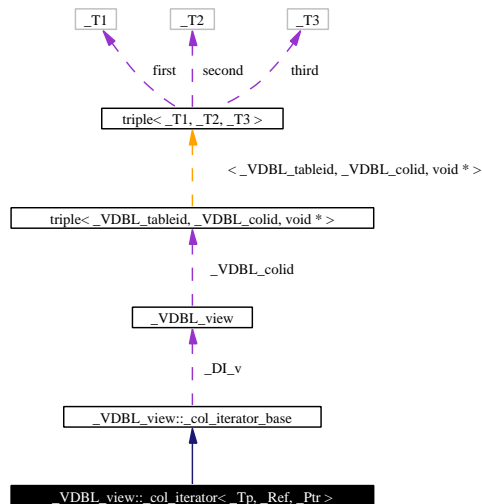 _T1 _T2 _T3
first second third
triple< _T1, _T2, _T3 >
< _VDBL_tableid, _VDBL_colid, void * >
triple< _VDBL_tableid, _VDBL_colid, void * >
_VDBL_colid
_VDBL_view
_DI_v
_VDBL_view::_col_iterator_base
_VDBL_view::_col_iterator< _Tp, _Ref, _Ptr >